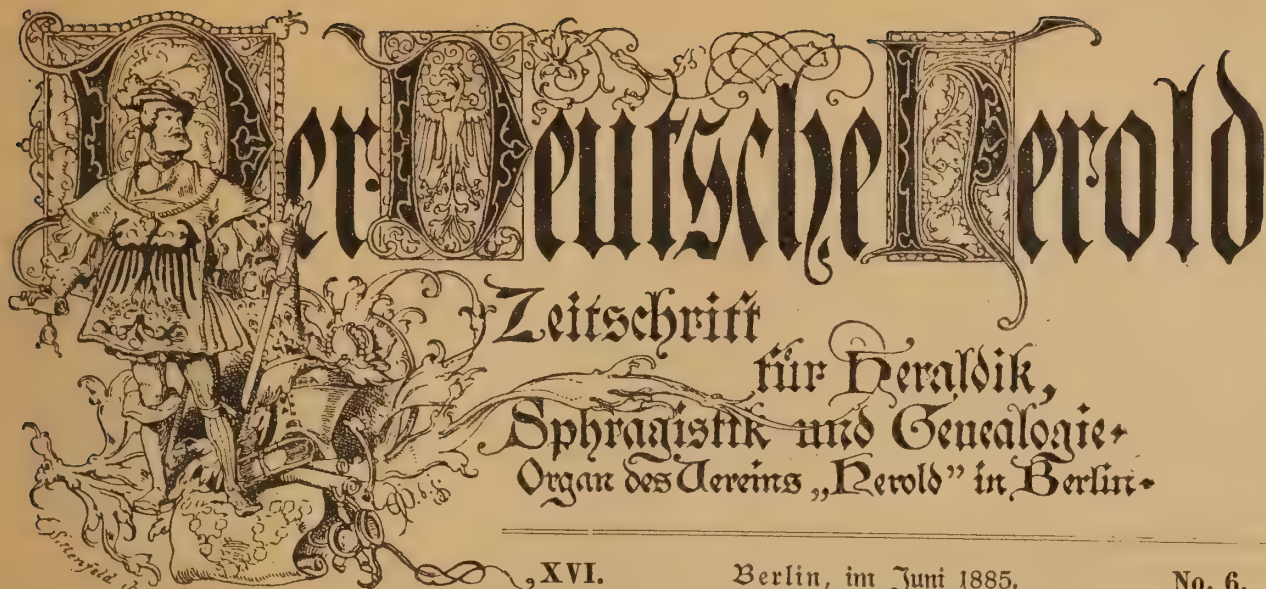 Der Deutsche Herold
Zeitschrift
für Heraldik,
Sphragistik und Genealogie.
Organ des Vereins „Herold” in Berlin.
XVI. Berlin, im Juni 1885. No. 6.